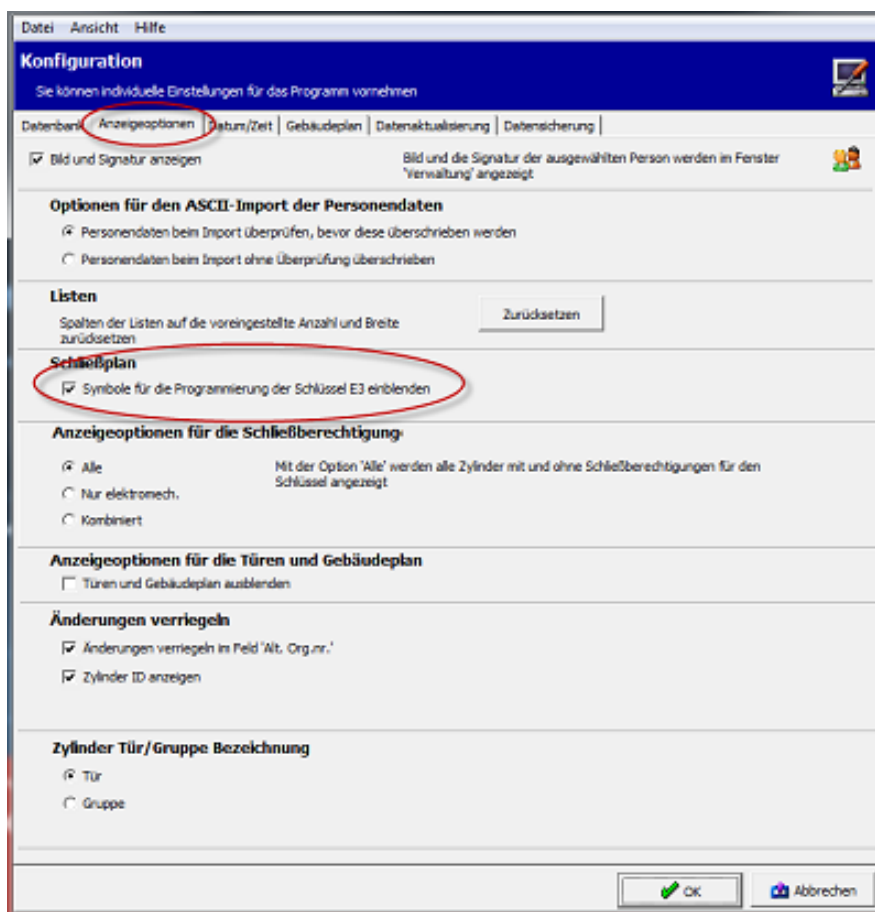 Datei Ansicht Hilfe
Konfiguration
Sie können individuelle Einstellungen für das Programm vornehmen
Datenbank Anzeigeoptionen Datum/Zeit Gebäudeplan Datenaktualisierung Datensicherung
Bild und Signatur anzeigen
Bild und die Signatur der ausgewählten Person werden im Fenster
'Verwaltung' angezeigt
Optionen für den ASCII-Import der Personendaten
Personendaten beim Import überprüfen, bevor diese überschrieben werden
Personendaten beim Import ohne Überprüfung überschrieben
Listen
Spalten der Listen auf die voreingestellte Anzahl und Breite
zurücksetzen
Zurücksetzen
Schließplan
Symbole für die Programmierung der Schlüssel E3 einblenden
Anzeigeoptionen für die Schließberechtigung
Alle
Mit der Option 'Alle' werden alle Zylinder mit und ohne Schließberechtigungen für den
Schlüssel angezeigt
Nur elektromech.
Kombiniert
Anzeigeoptionen für die Türen und Gebäudeplan
Türen und Gebäudeplan ausblenden
Änderungen verriegeln
Änderungen verriegeln im Feld 'Alt. Org.nr.'
Zylinder ID anzeigen
Zylinder Tür/Gruppe Bezeichnung
Tür
Gruppe
OK Abbrechen